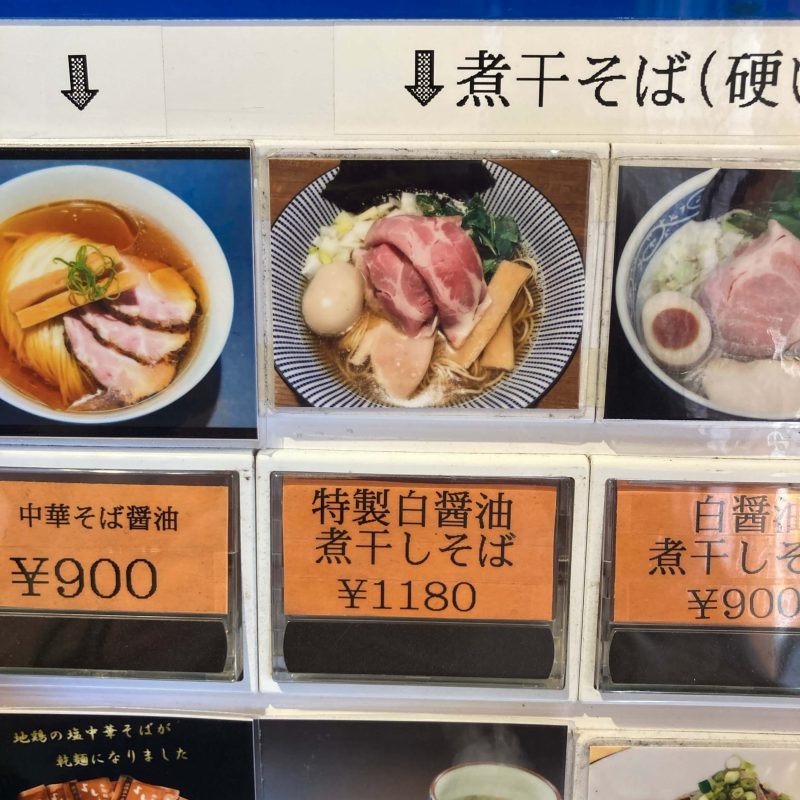 ↓
↓煮干そば(硬い
中華そば醤油
¥900
特製白醤油
煮干しそば
¥1180
白醤油
煮干しそ
¥900
地鶏の塩中華そばが
乾麺になりました